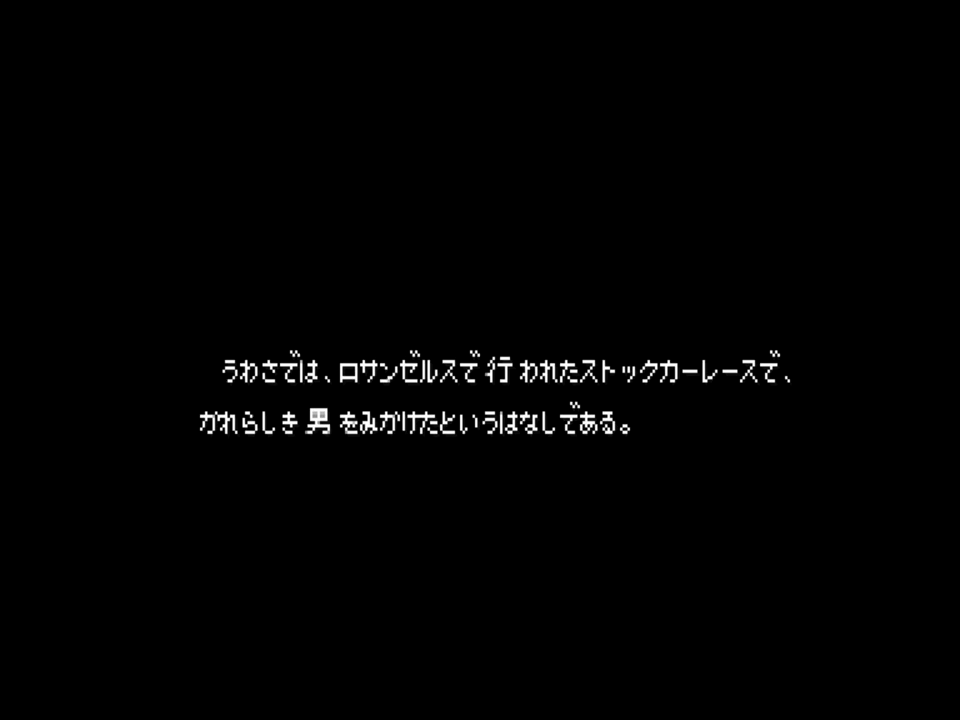 うわさでは、ロサンゼルスで行われたストックカーレースで、
かれらしき男をみかけたというはなしである。